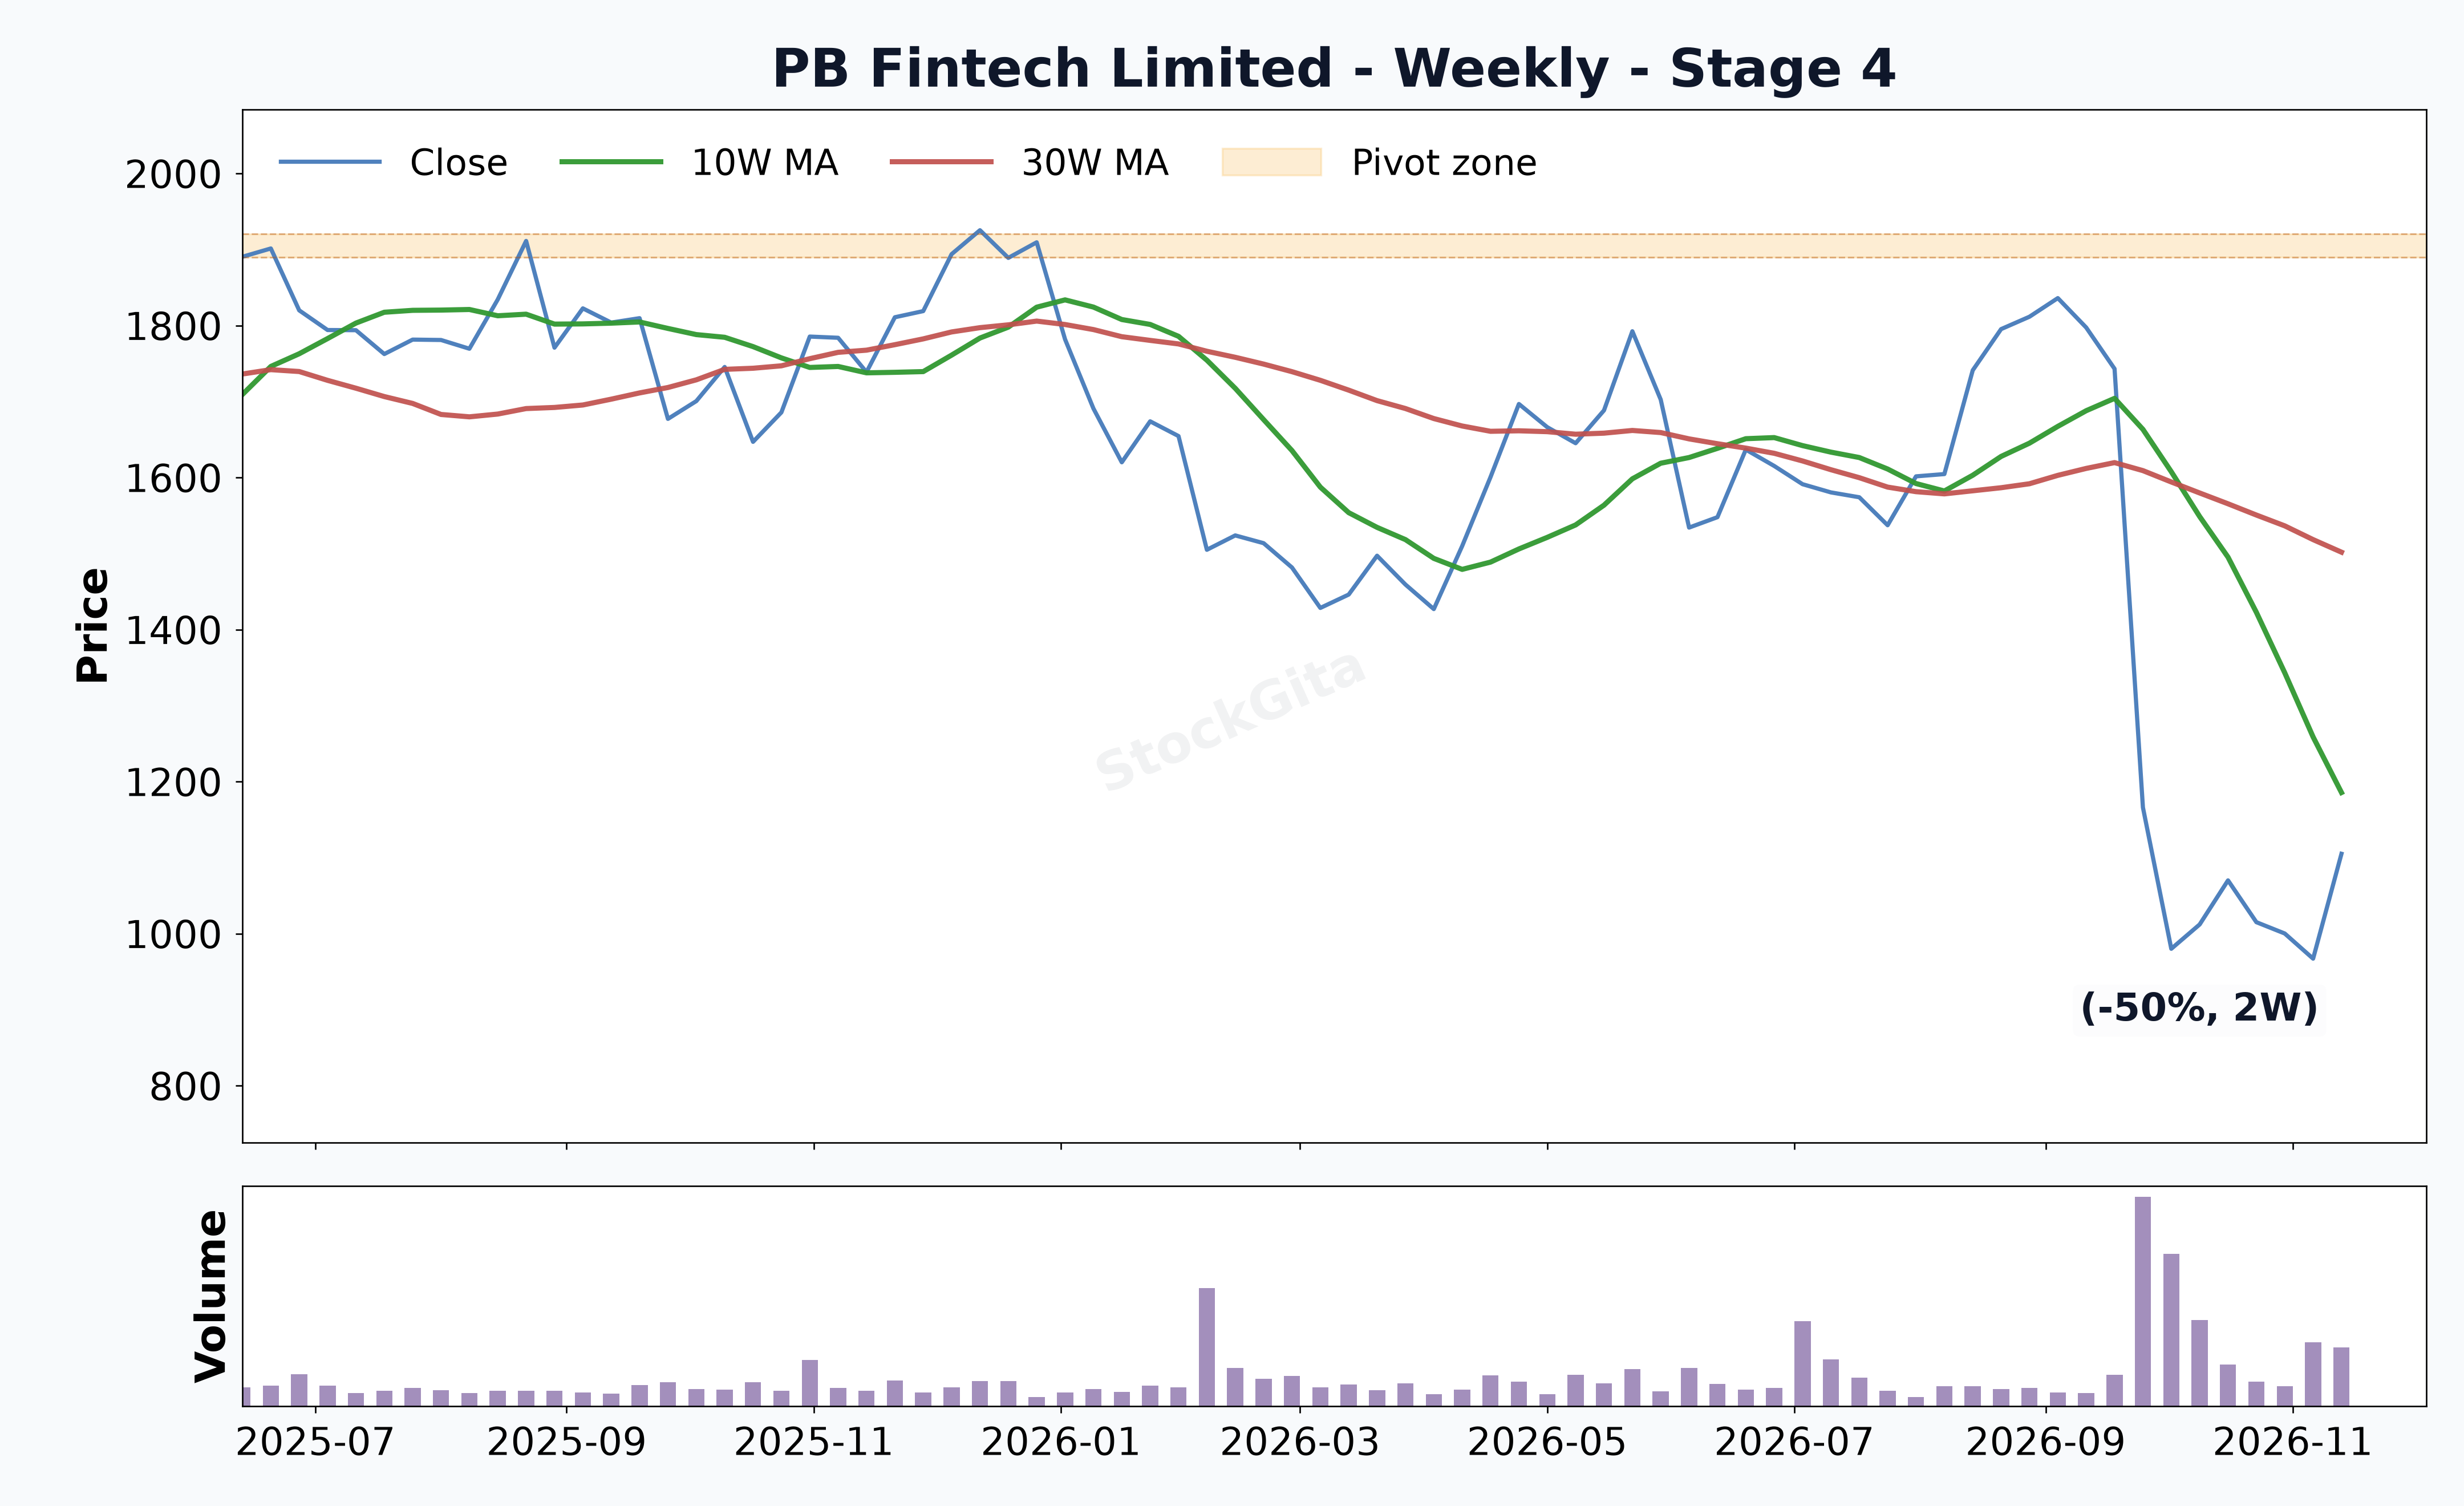 PB Fintech Limited - Weekly - Stage 4
Close 10W MA 30W MA Pivot zone
2000
1800
1600
1400
1200
1000
800
Price
StockGita
(-50%, 2W)
Volume
2025-07 2025-09 2025-11 2026-01 2026-03 2026-05 2026-07 2026-09 2026-11